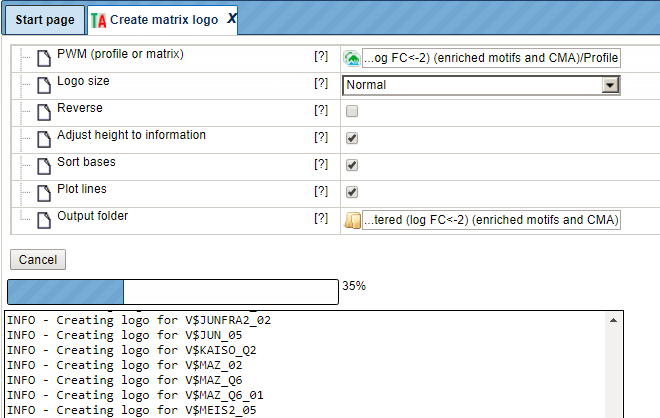 Start page
Create matrix logo X
PWM (profile or matrix) [?] ...og FC<-2) (enriched motifs and CMA)/Profile
Logo size [?] Normal
Reverse [?]
Adjust height to information [?]
Sort bases [?]
Plot lines [?]
Output folder [?] ...tered (log FC<-2) (enriched motifs and CMA)
Cancel
35%
INFO - Creating logo for V$JUNFRA2_02
INFO - Creating logo for V$JUN_05
INFO - Creating logo for V$KAISO_Q2
INFO - Creating logo for V$MAZ_02
INFO - Creating logo for V$MAZ_Q6
INFO - Creating logo for V$MAZ_Q6_01
INFO - Creating logo for V$MEIS2_05